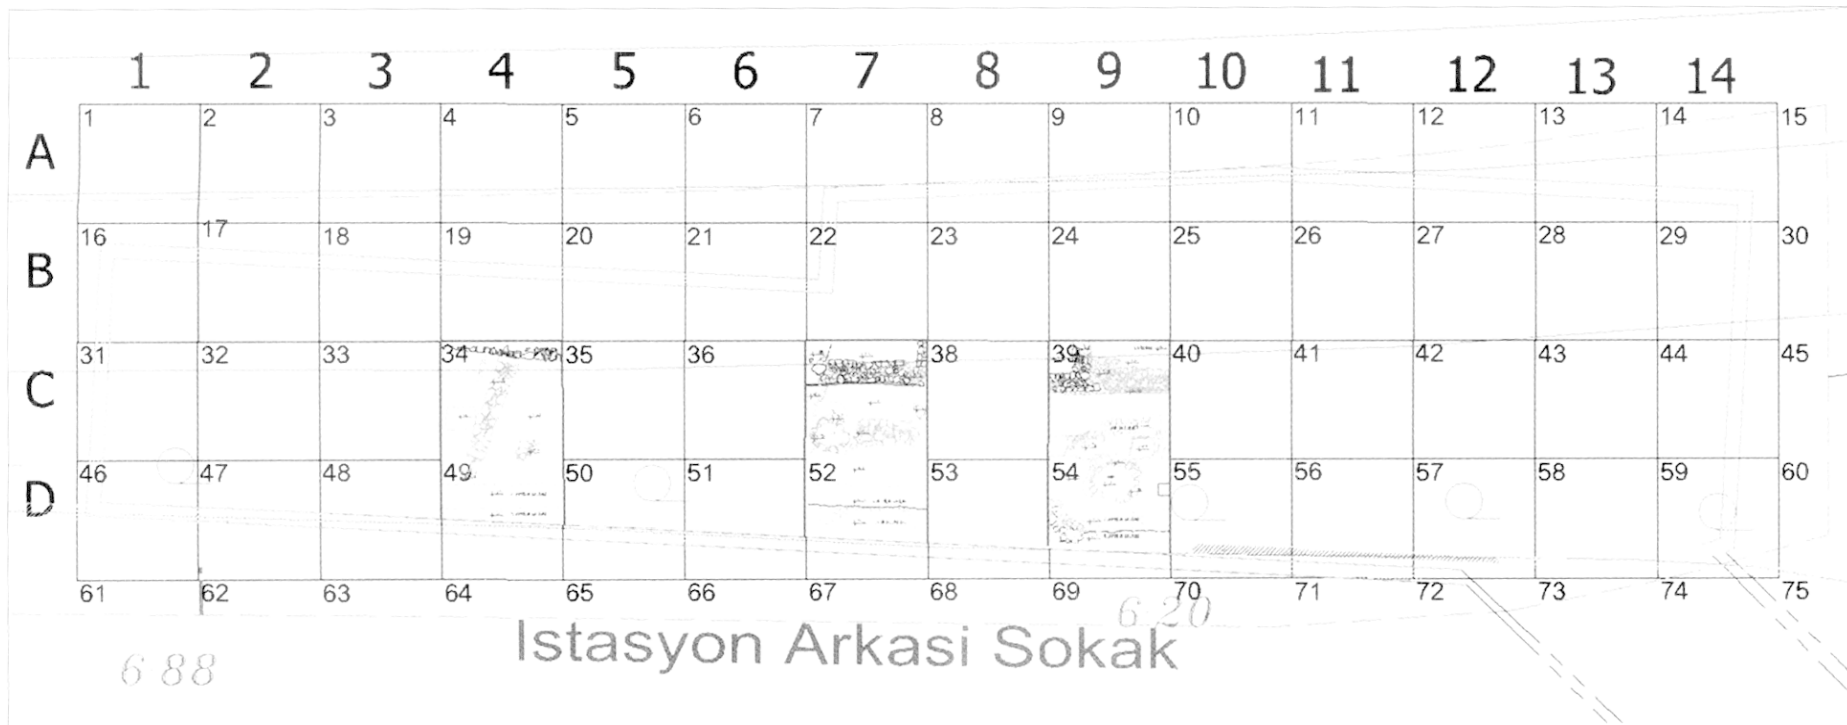 1 2 3 4 5 6 7 8 9 10 11 12 13 14
A
1 2 3 4 5 6 7 8 9 10 11 12 13 14 15
B
16 17 18 19 20 21 22 23 24 25 26 27 28 29 30
C
31 32 33 34 35 36 38 39 40 41 42 43 44 45
D
46 47 48 49 50 51 52 53 54 55 56 57 58 59 60
61 62 63 64 65 66 67 68 69 70 71 72 73 74 75
6 20
Istasyon Arkasi Sokak
6 88